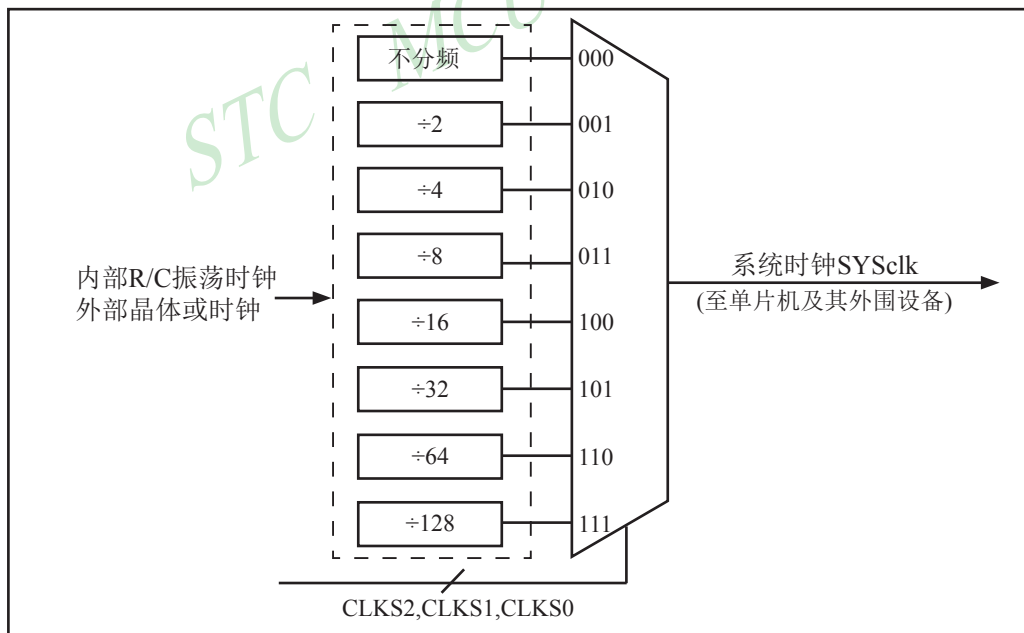 STC MCU
不分频
000
÷2
001
÷4
010
÷8
011
内部R/C振荡时钟
外部晶体或时钟
÷16
100
÷32
101
÷64
110
÷128
111
系统时钟SYSclk
(至单片机及其外围设备)
CLKS2,CLKS1,CLKS0